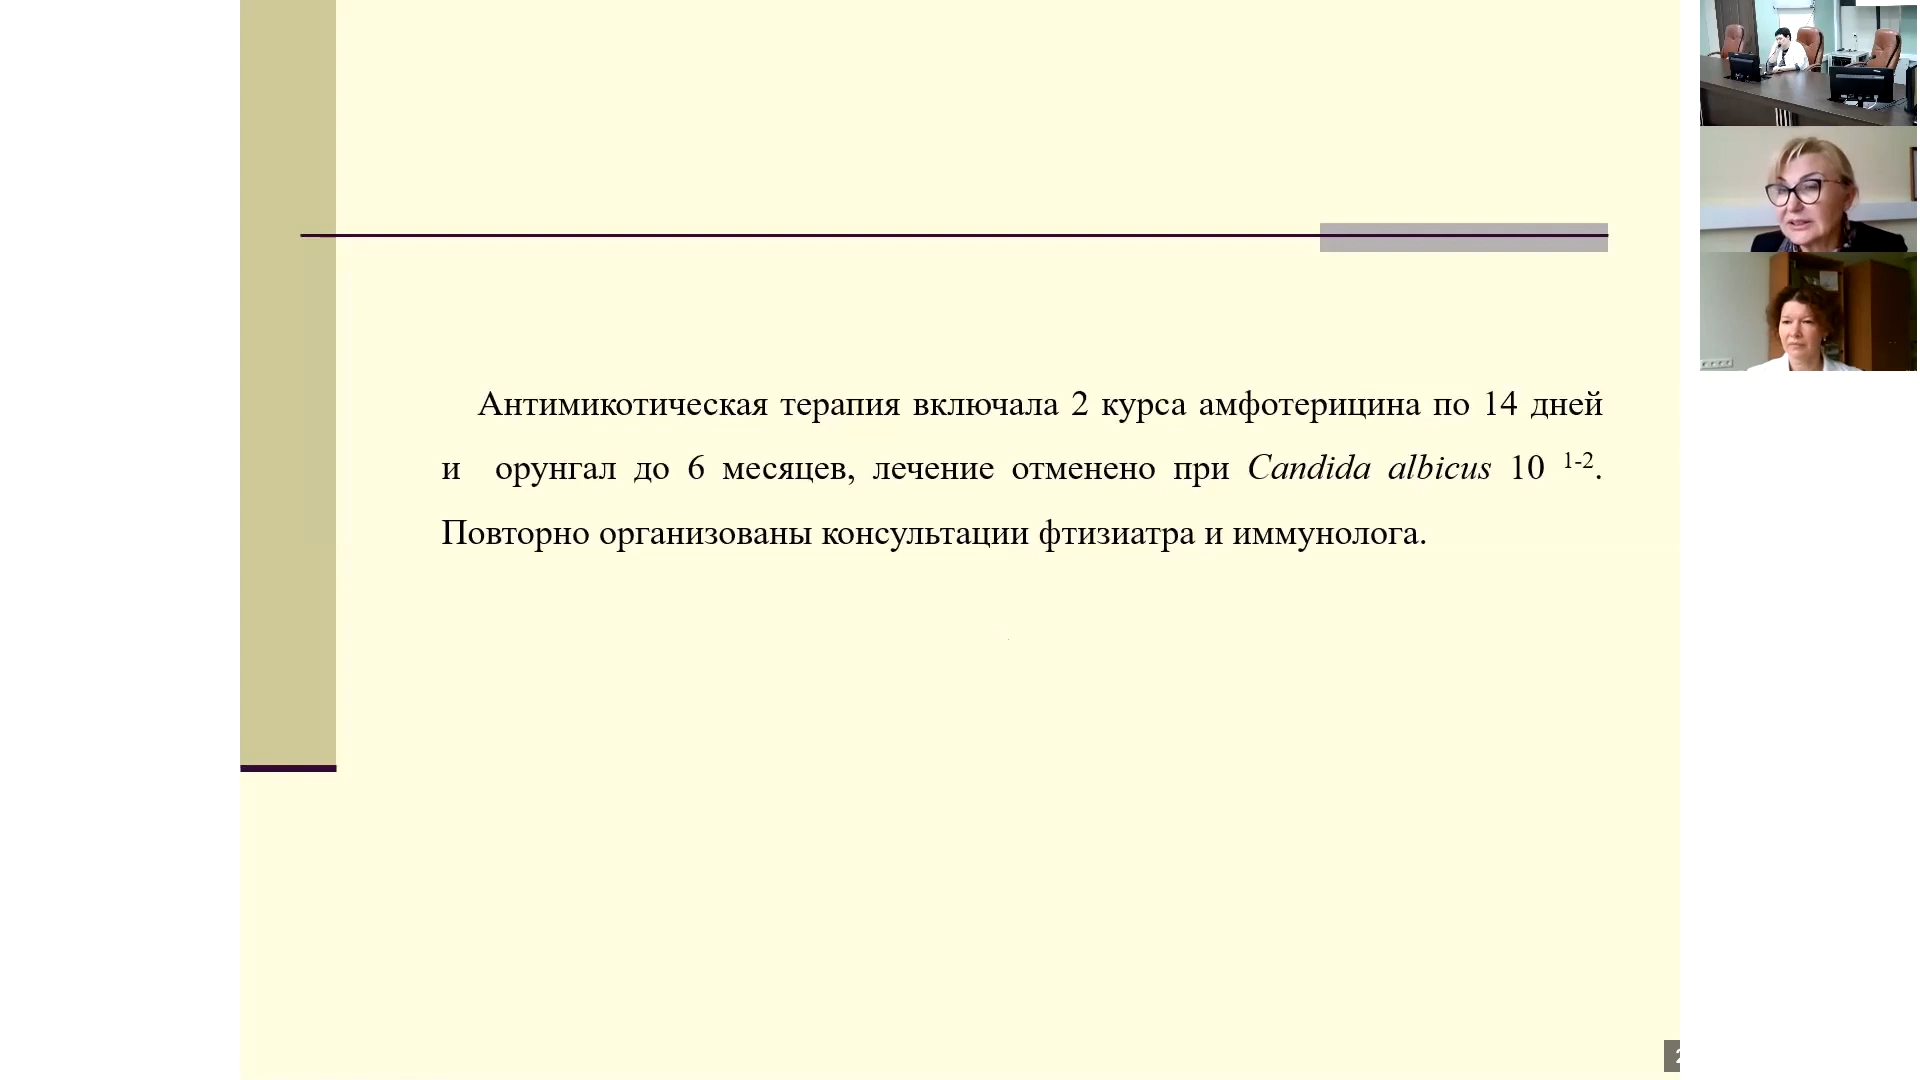 Антимикотическая терапия включала 2 курса амфотерицина по 14 дней
и орунгал до 6 месяцев, лечение отменено при Candida albicus 10 1-2.
Повторно организованы консультации фтизиатра и иммунолога.